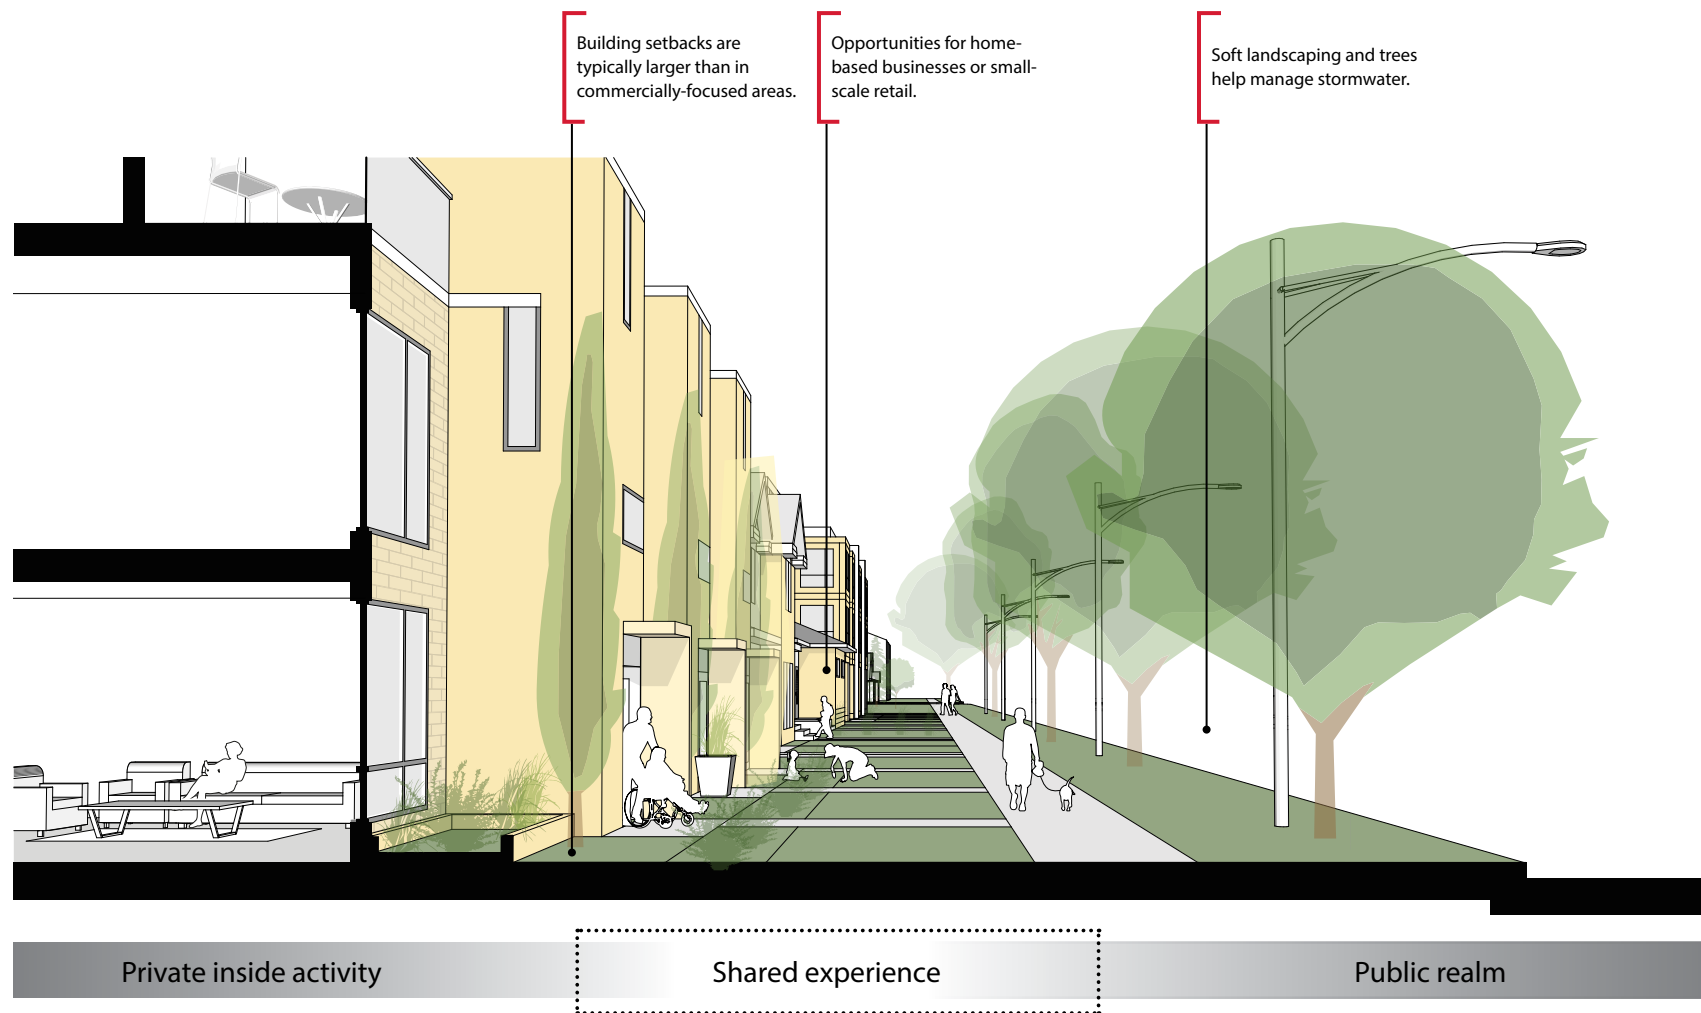 Building setbacks are
typically larger than in
commercially-focused areas.
Opportunities for home-
based businesses or small-
scale retail.
Soft landscaping and trees
help manage stormwater.
Private inside activity
Shared experience
Public realm